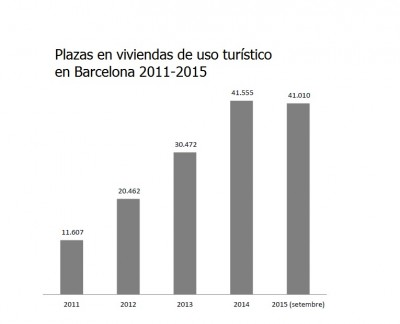 Plazas en viviendas de uso turístico
en Barcelona 2011-2015
41.555
41.010
30.472
20.462
11.607
2011 2012 2013 2014 2015 (setembre)